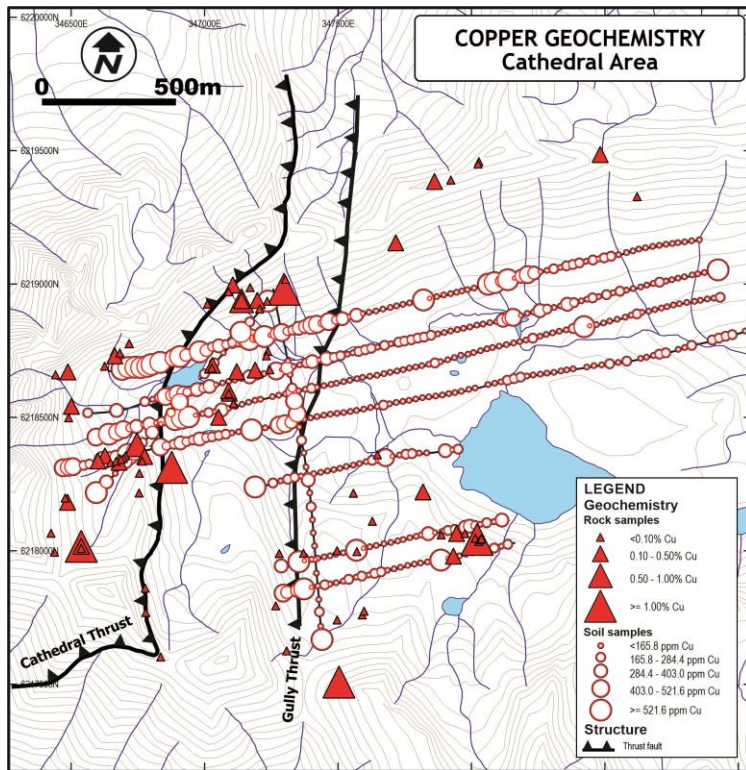 6220000N
346500E
347000E
347500E
COPPER GEOCHEMISTRY
Cathedral Area
N
0 500m
6219500N
6219000N
6218500N
6218000N
Cathedral Thrust
Gully Thrust
LEGEND
Geochemistry
Rock samples
<0.10% Cu
0.10 - 0.50% Cu
0.50 - 1.00% Cu
>= 1.00% Cu
Soil samples
<165.8 ppm Cu
165.8 - 284.4 ppm Cu
284.4 - 403.0 ppm Cu
403.0 - 521.6 ppm Cu
>= 521.6 ppm Cu
Structure
Thrust fault